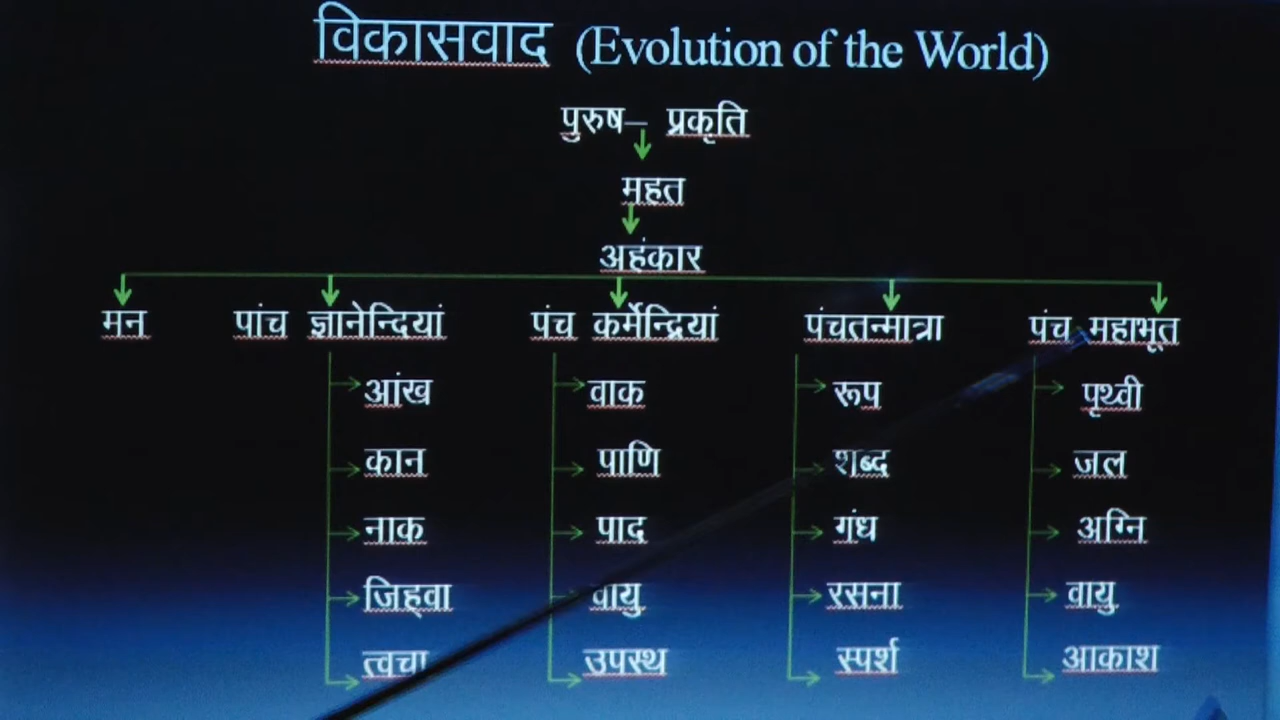 विकासवाद (Evolution of the World)
पुरुष– प्रकृति
महत
अहंकार
मन पांच ज्ञानेन्दियां पंच कर्मेन्द्रियां पंचतन्मात्रा पंच महाभूत
आंख वाक रूप पृथ्वी
कान पाणि शब्द जल
नाक पाद गंध अग्नि
जिह्वा वायु रसना वायु
त्वचा उपस्थ स्पर्श आकाश